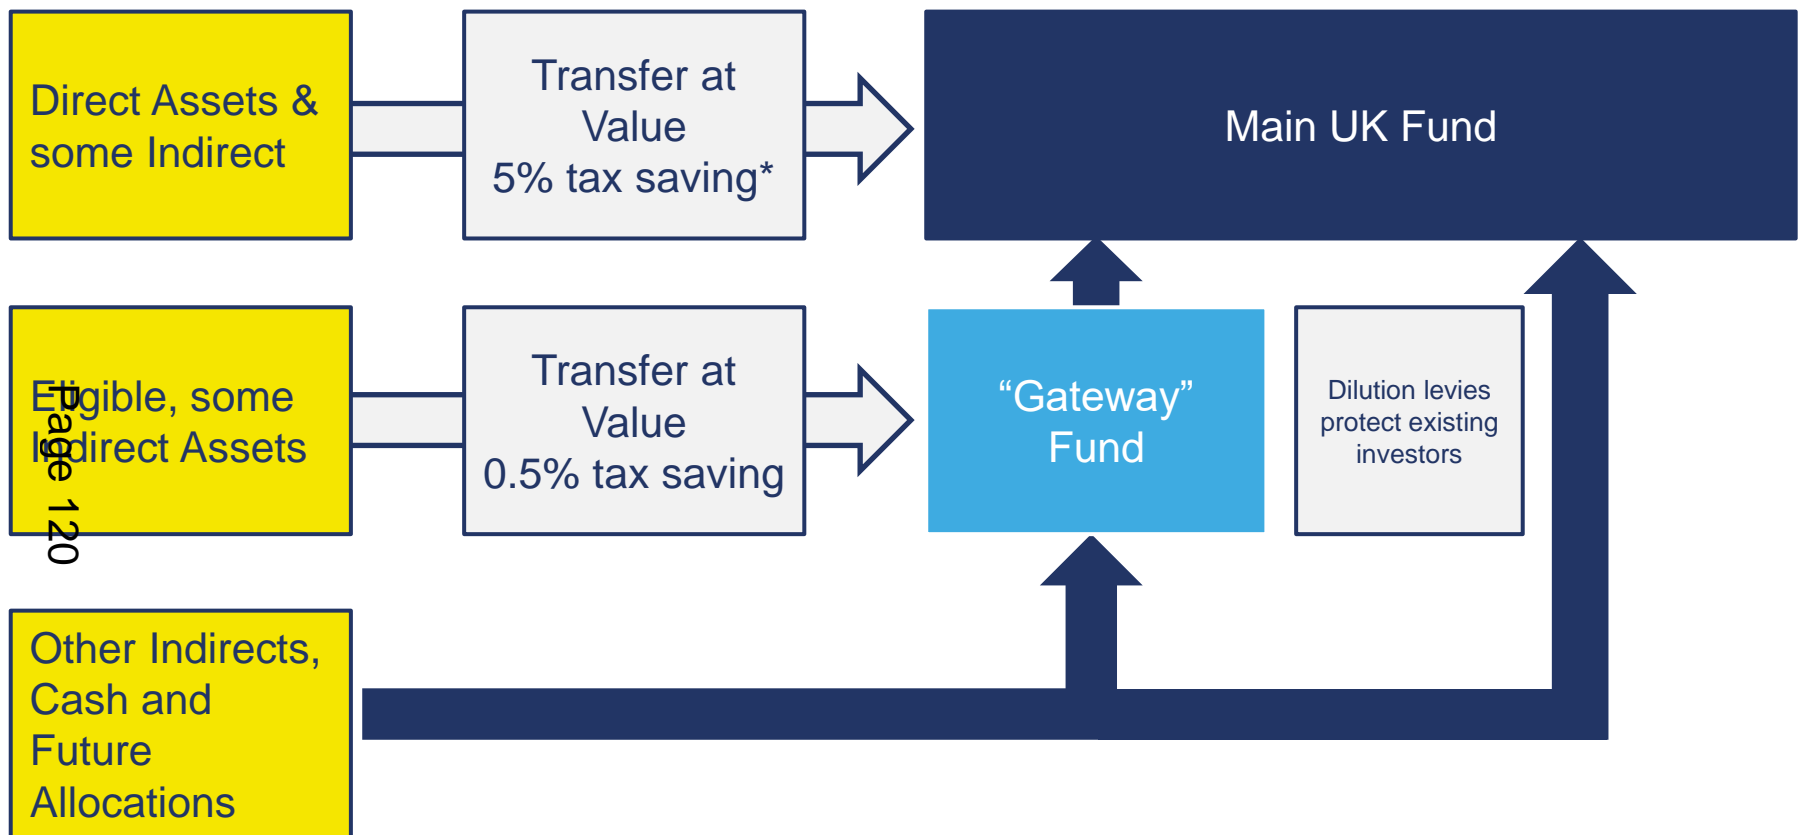 Direct Assets &
some Indirect
Transfer at
Value
5% tax saving*
Main UK Fund
Eligible, some
Indirect Assets
Transfer at
Value
0.5% tax saving
“Gateway”
Fund
Dilution levies
protect existing
investors
Page 120
Other Indirects,
Cash and
Future
Allocations